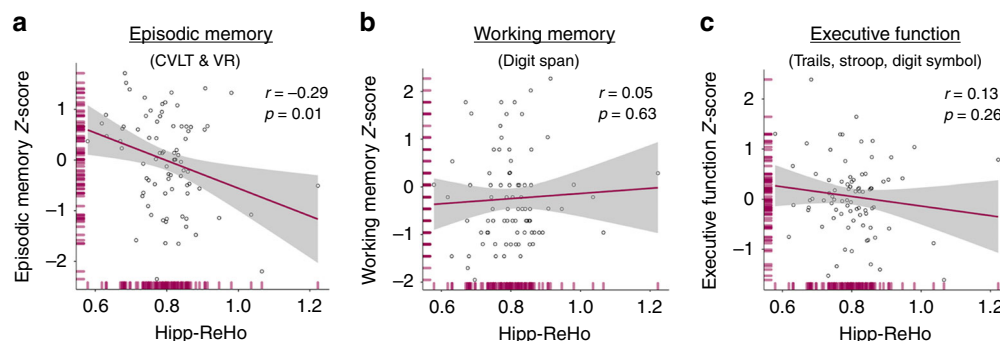 a
Episodic memory
(CVLT & VR)
r = −0.29
p = 0.01
Episodic memory Z-score
1
0
−1
−2
0.6 0.8 1.0 1.2
Hipp-ReHo
b
Working memory
(Digit span)
r = 0.05
p = 0.63
Working memory Z-score
2
1
0
−1
−2
0.6 0.8 1.0 1.2
Hipp-ReHo
c
Executive function
(Trails, stroop, digit symbol)
r = 0.13
p = 0.26
Executive function Z-score
2
1
0
−1
0.6 0.8 1.0 1.2
Hipp-ReHo